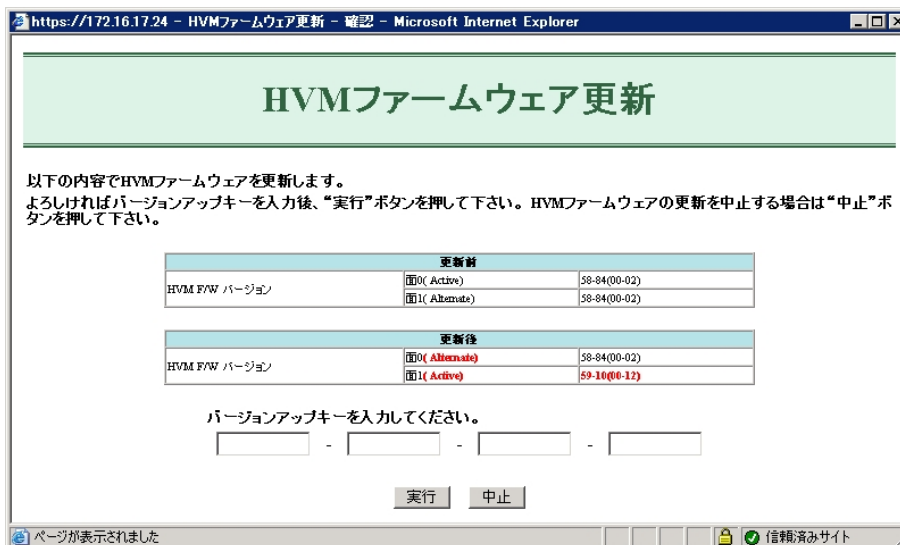 https://172.16.17.24 - HVMファームウェア更新 - 確認 - Microsoft Internet Explorer
HVMファームウェア更新
以下の内容でHVMファームウェアを更新します。
よろしければバージョンアップキーを入力後、“実行”ボタンを押して下さい。HVMファームウェアの更新を中止する場合は“中止”ボ
タンを押して下さい。
更新前
HVM F/W バージョン 面0( Active) 58-84(00-02)
面1( Alternate) 58-84(00-02)
更新後
HVM F/W バージョン 面0( Alternate) 58-84(00-02)
面1( Active) 59-10(00-12)
バージョンアップキーを入力してください。
- - -
実行 中止
ページが表示されました 信頼済みサイト